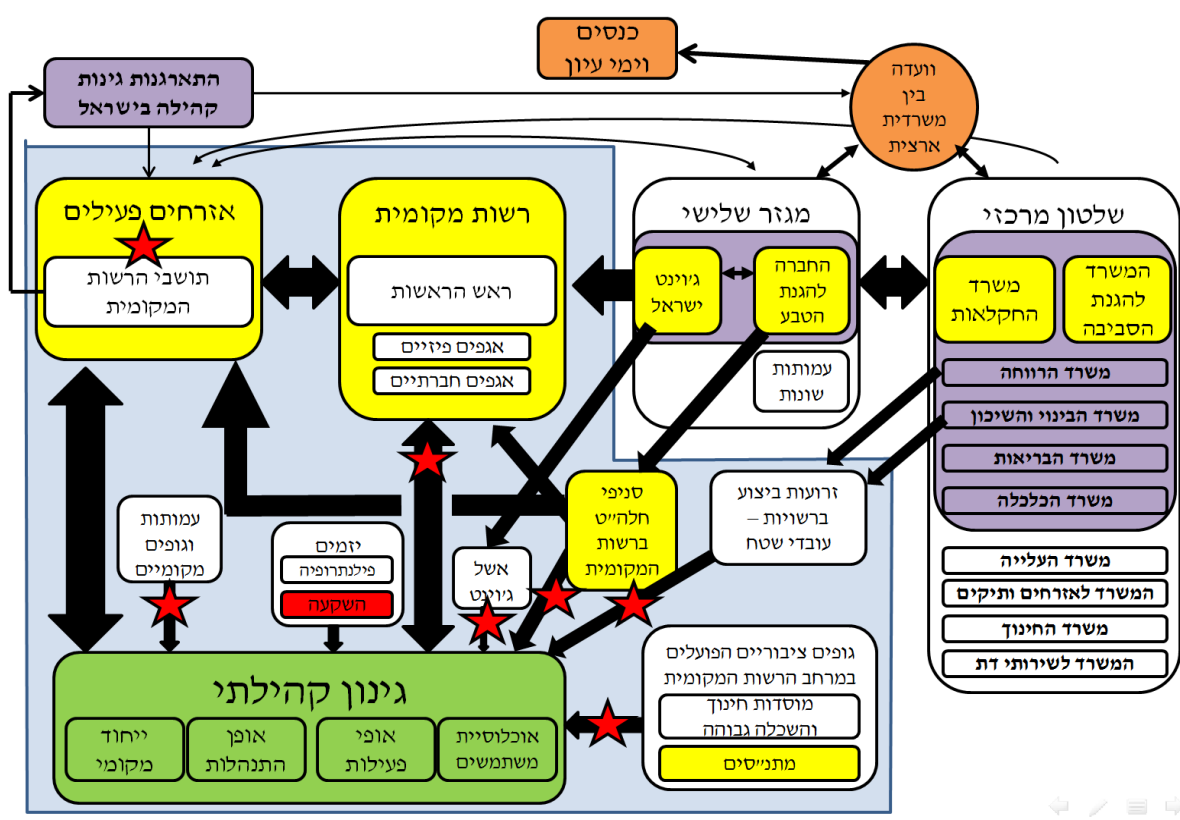 כנסים
וימי עיון
וועדה
בין
משרדית
ארצית
התארגנות גינות
קהילה בישראל
שלטון מרכזי
המשרד
להגנת
הסביבה
משרד
החקלאות
משרד הרווחה
משרד הבינוי והשיכון
משרד הבריאות
משרד הכלכלה
משרד העלייה
המשרד לאזרחים ותיקים
משרד החינוך
המשרד לשירותי דת
מגזר שלישי
החברה
להגנת
הטבע
ג'וינט
ישראל
עמותות
שונות
רשות מקומית
ראש הראשות
אגפים פיזיים
אגפים חברתיים
אזרחים פעילים
תושבי הרשות
המקומית
זרועות ביצוע
ברשויות –
עובדי שטח
סניפי
חלה"ט
ברשות
המקומית
אשל
ג'וינט
יזמים
פילנתרופיה
השקעה
עמותות
וגופים
מקומיים
גופים ציבוריים הפועלים
במרחב הרשות המקומית
מוסדות חינוך
והשכלה גבוהה
מתנ"סים
גינון קהילתי
אוכלוסיית
משתמשים
אופי
פעילות
אופן
התנהלות
ייחוד
מקומי